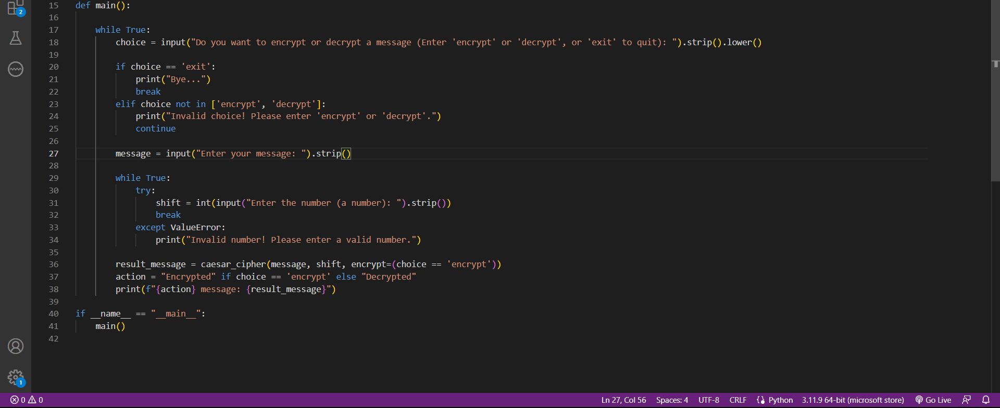 2
15 def main():
16
17 while True:
18 choice = input("Do you want to encrypt or decrypt a message (Enter 'encrypt' or 'decrypt', or 'exit' to quit): ").strip().lower()
19
20 if choice == 'exit':
21 print("Bye...")
22 break
23 elif choice not in ['encrypt', 'decrypt']:
24 print("Invalid choice! Please enter 'encrypt' or 'decrypt'.")
25 continue
26
27 message = input("Enter your message: ").strip()
28
29 while True:
30 try:
31 shift = int(input("Enter the number (a number): ").strip())
32 break
33 except ValueError:
34 print("Invalid number! Please enter a valid number.")
35
36 result_message = caesar_cipher(message, shift, encrypt=(choice == 'encrypt'))
37 action = "Encrypted" if choice == 'encrypt' else "Decrypted"
38 print(f"{action} message: {result_message}")
39
40 if __name__ == "__main__":
41 main()
42
1
0 0 Ln 27, Col 56 Spaces: 4 UTF-8 CRLF Python 3.11.9 64-bit (microsoft store) Go Live